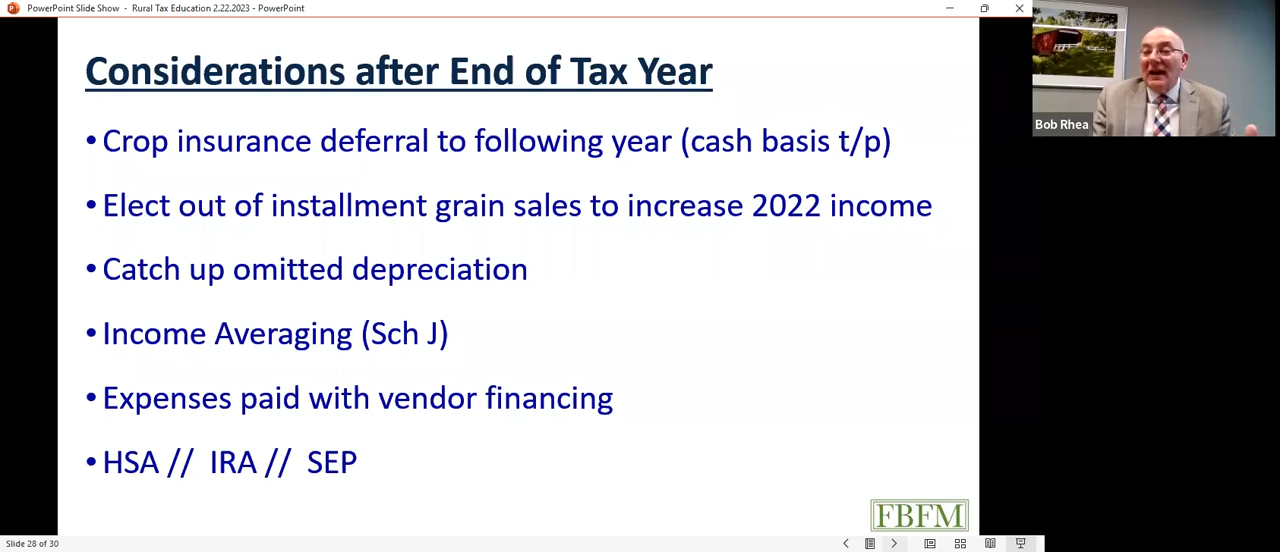 PowerPoint Slide Show - Rural Tax Education 2.22.2023 - PowerPoint
Considerations after End of Tax Year
• Crop insurance deferral to following year (cash basis t/p)
• Elect out of installment grain sales to increase 2022 income
• Catch up omitted depreciation
• Income Averaging (Sch J)
• Expenses paid with vendor financing
• HSA // IRA // SEP
FBFM
Slide 28 of 30
Bob Rhea